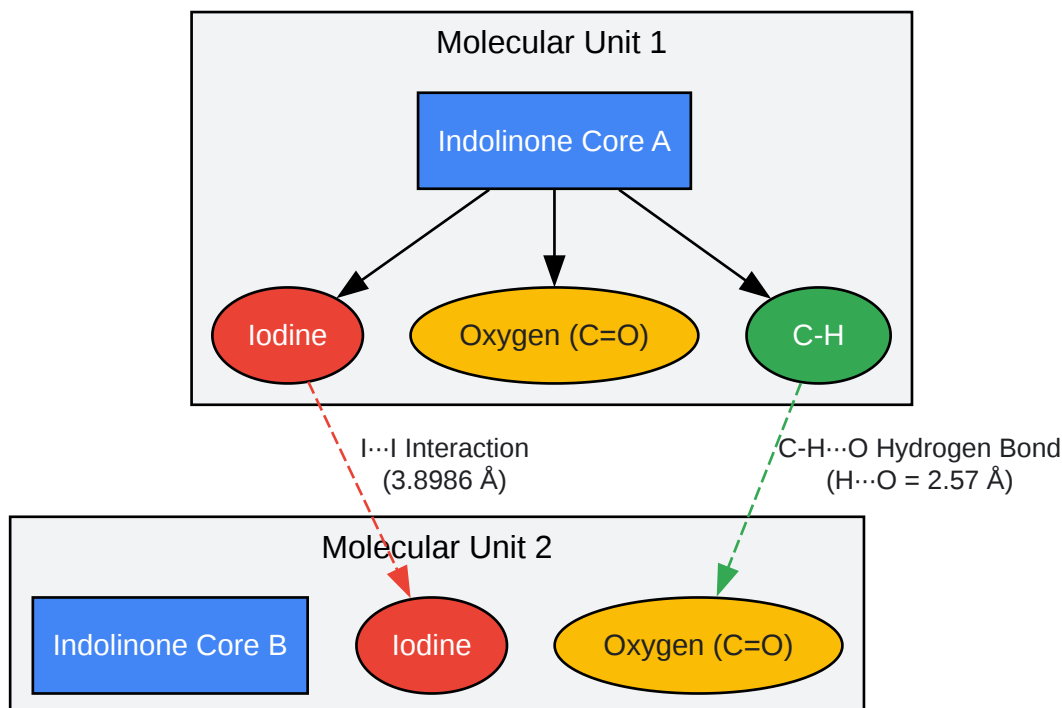 Molecular Unit 1
Indolinone Core A
Iodine
Oxygen (C=O)
C-H
I···I Interaction
(3.8986 Å)
C-H···O Hydrogen Bond
(H···O = 2.57 Å)
Molecular Unit 2
Indolinone Core B
Iodine
Oxygen (C=O)